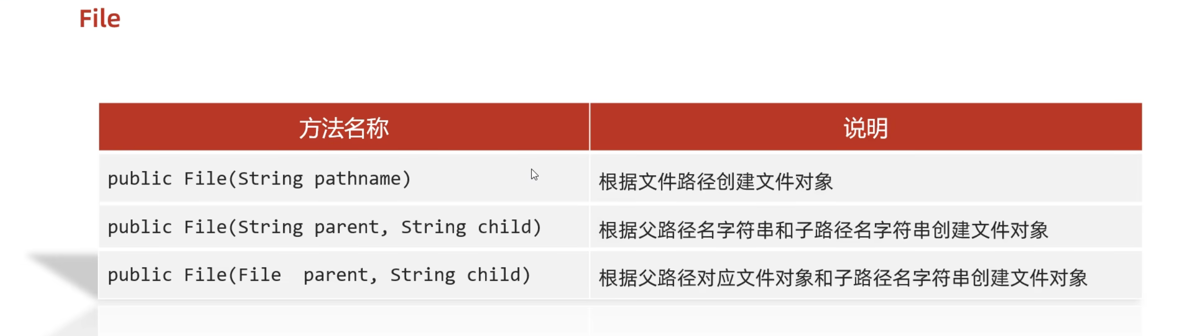 File
方法名称 说明
public File(String pathname) 根据文件路径创建文件对象
public File(String parent, String child) 根据父路径名字符串和子路径名字符串创建文件对象
public File(File  parent, String child) 根据父路径对应文件对象和子路径名字符串创建文件对象